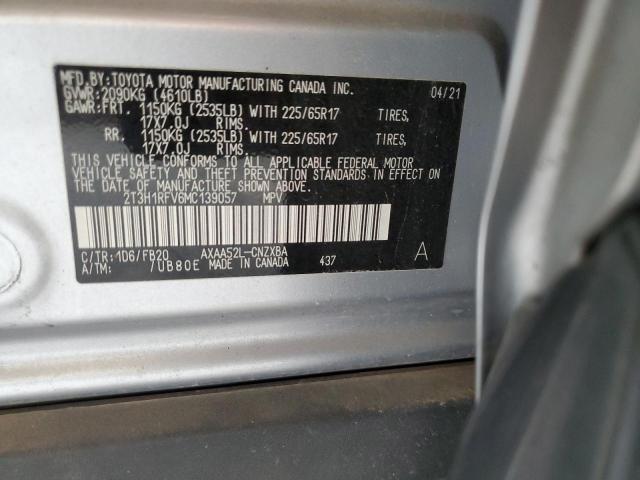 MFD.BY:TOYOTA MOTOR MANUFACTURING CANADA INC.
GVWR:2090KG (4610LB) 04/21
GAWR:FRT. 1150KG (2535LB) WITH 225/65R17 TIRES,
17X7.0J RIMS.
RR. 1150KG (2535LB) WITH 225/65R17 TIRES,
17X7.0J RIMS.
THIS VEHICLE CONFORMS TO ALL APPLICABLE FEDERAL MOTOR
VEHICLE SAFETY AND THEFT PREVENTION STANDARDS IN EFFECT ON
THE DATE OF MANUFACTURE SHOWN ABOVE.
2T3H1RFV6MC139057 MPV
C/TR:1D6/FB20 AXAA52L-CNZXBA A
A/TM: /UB80E MADE IN CANADA 437